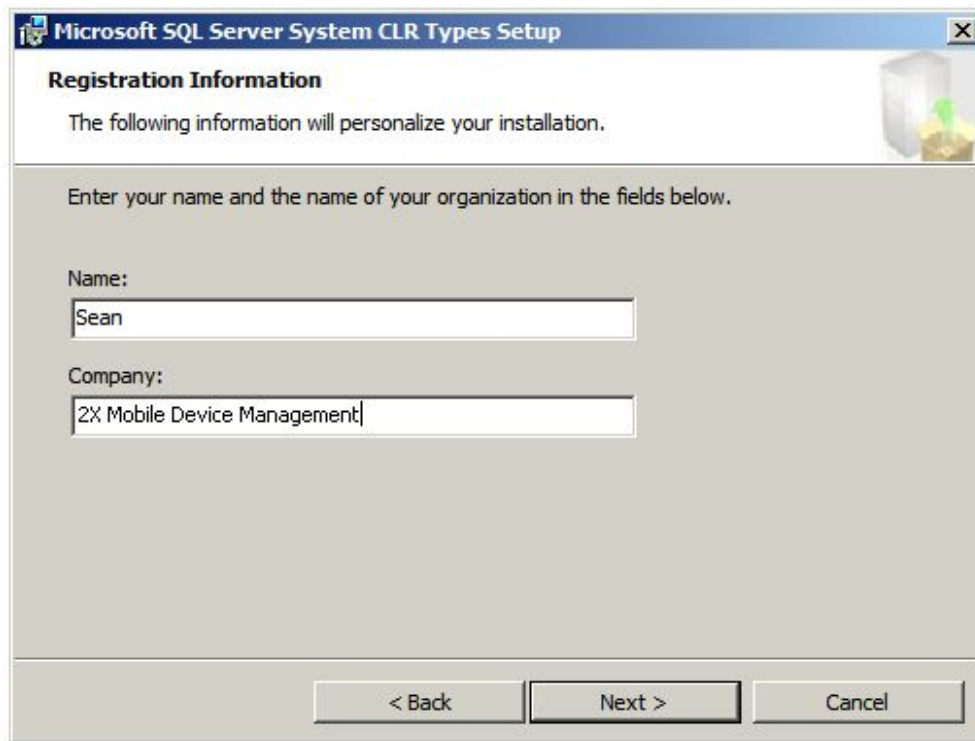 Microsoft SQL Server System CLR Types Setup
Registration Information
The following information will personalize your installation.
Enter your name and the name of your organization in the fields below.
Name:
Sean
Company:
2X Mobile Device Management
< Back Next > Cancel